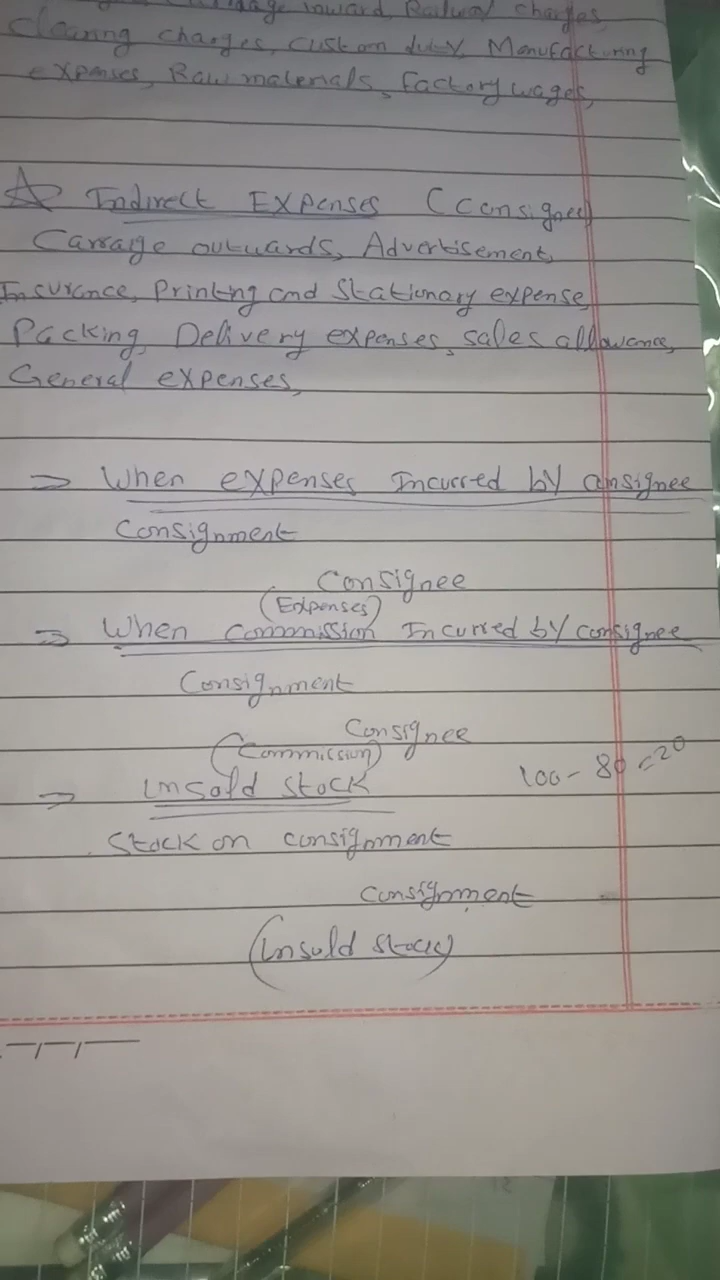 Inward, Railway charges,
Clearing charges, custom duty, Manufacturing
expenses, Raw materials, factory wages,
Indirect Expenses (Consignee)
Carraige outwards, Advertisement,
Insurance, Printing and Stationary expense,
Packing, Delivery expenses, sales allowance,
General expenses,
⇒ When expenses Incurred by Consignee
Consignment
Consignee
(Expenses)
⇒ When Commission Incurred by consignee
Consignment
Consignee
(Commission)
100 - 80 = 20
⇒ Unsold stock
Stock on consignment
Consignment
(Unsold stock)